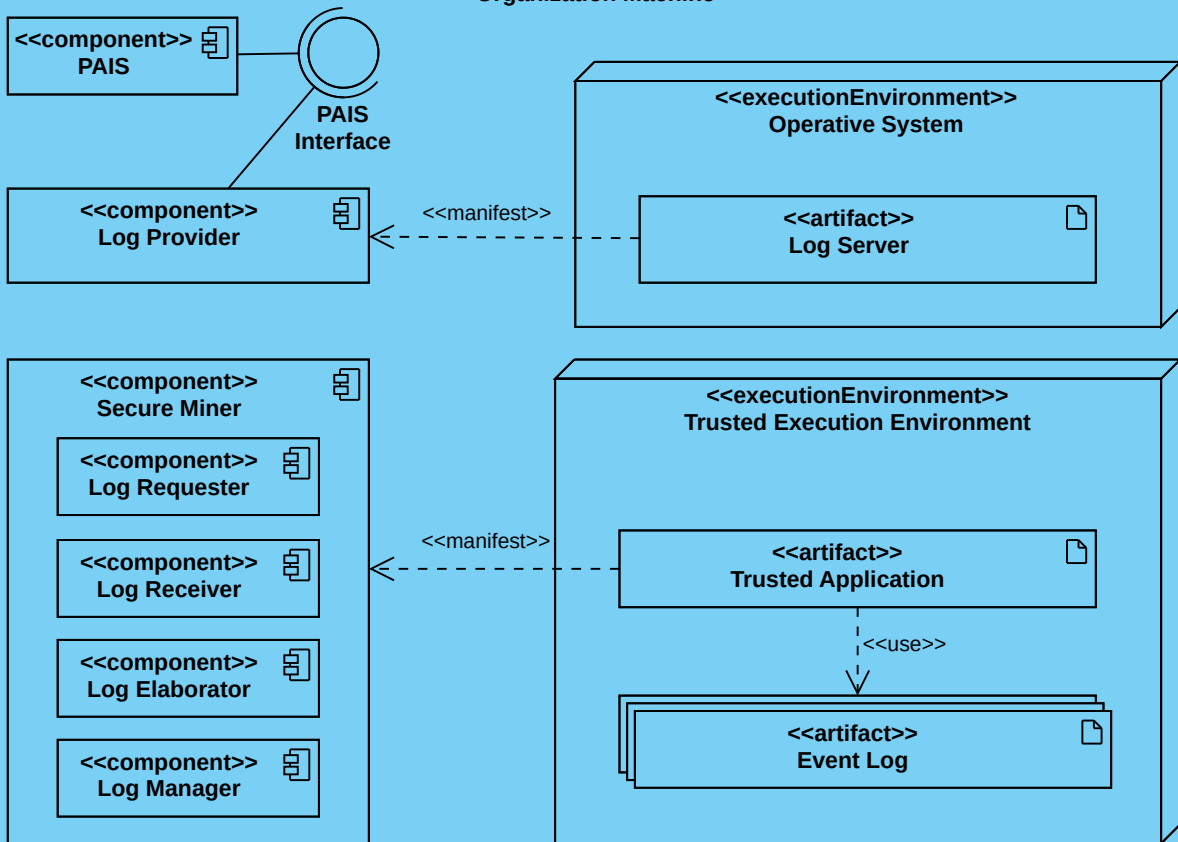 Organization Machine
<<component>>
PAIS
PAIS
Interface
<<component>>
Log Provider
<<manifest>>
<<executionEnvironment>>
Operative System
<<artifact>>
Log Server
<<component>>
Secure Miner
<<component>>
Log Requester
<<component>>
Log Receiver
<<component>>
Log Elaborator
<<component>>
Log Manager
<<manifest>>
<<executionEnvironment>>
Trusted Execution Environment
<<artifact>>
Trusted Application
<<use>>
<<artifact>>
Event Log